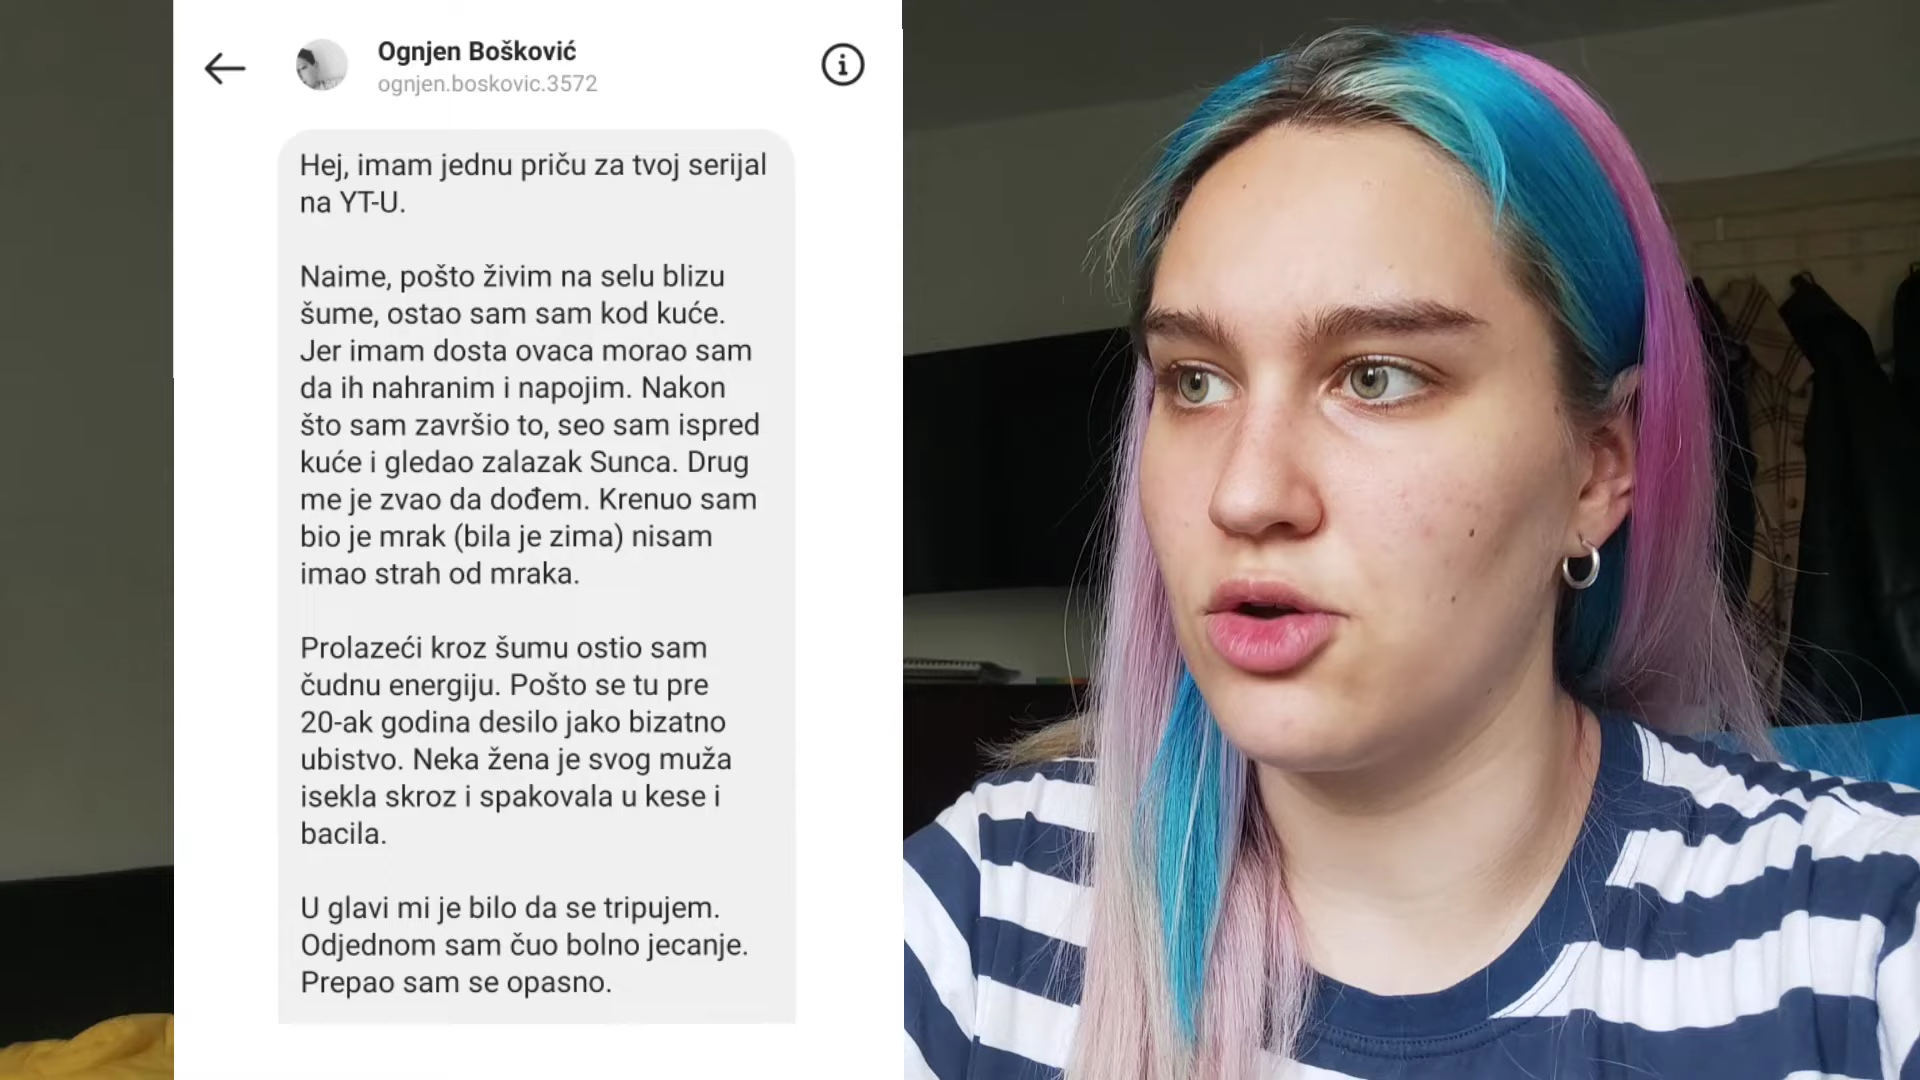 Ognjen Bošković
ognjen.boskovic.3572
Hej, imam jednu priču za tvoj serijal
na YT-U.
Naime, pošto živim na selu blizu
šume, ostao sam sam kod kuće.
Jer imam dosta ovaca morao sam
da ih nahranim i napojim. Nakon
što sam završio to, seo sam ispred
kuće i gledao zalazak Sunca. Drug
me je zvao da dođem. Krenuo sam
bio je mrak (bila je zima) nisam
imao strah od mraka.
Prolazeći kroz šumu ostio sam
čudnu energiju. Pošto se tu pre
20-ak godina desilo jako bizatno
ubistvo. Neka žena je svog muža
isekla skroz i spakovala u kese i
bacila.
U glavi mi je bilo da se tripujem.
Odjednom sam čuo bolno jecanje.
Prepao sam se opasno.